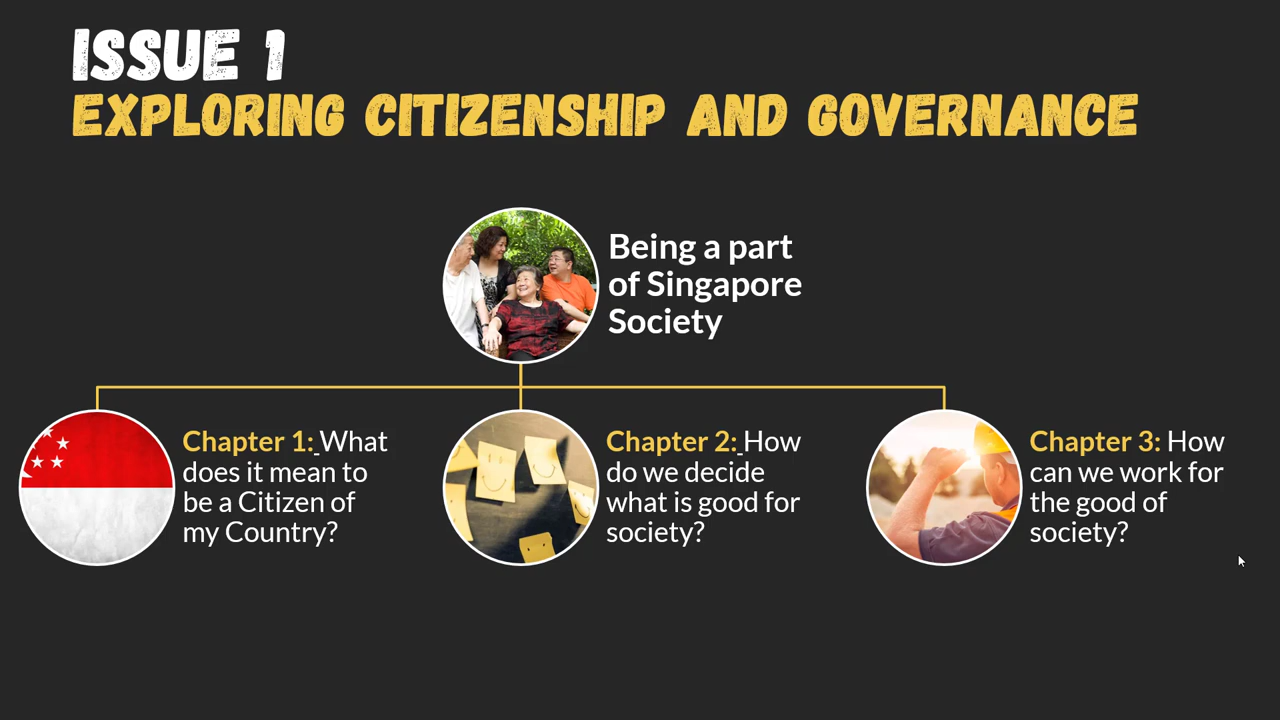 ISSUE 1
EXPLORING CITIZENSHIP AND GOVERNANCE
Being a part
of Singapore
Society
Chapter 1: What
does it mean to
be a Citizen of
my Country?
Chapter 2: How
do we decide
what is good for
society?
Chapter 3: How
can we work for
the good of
society?